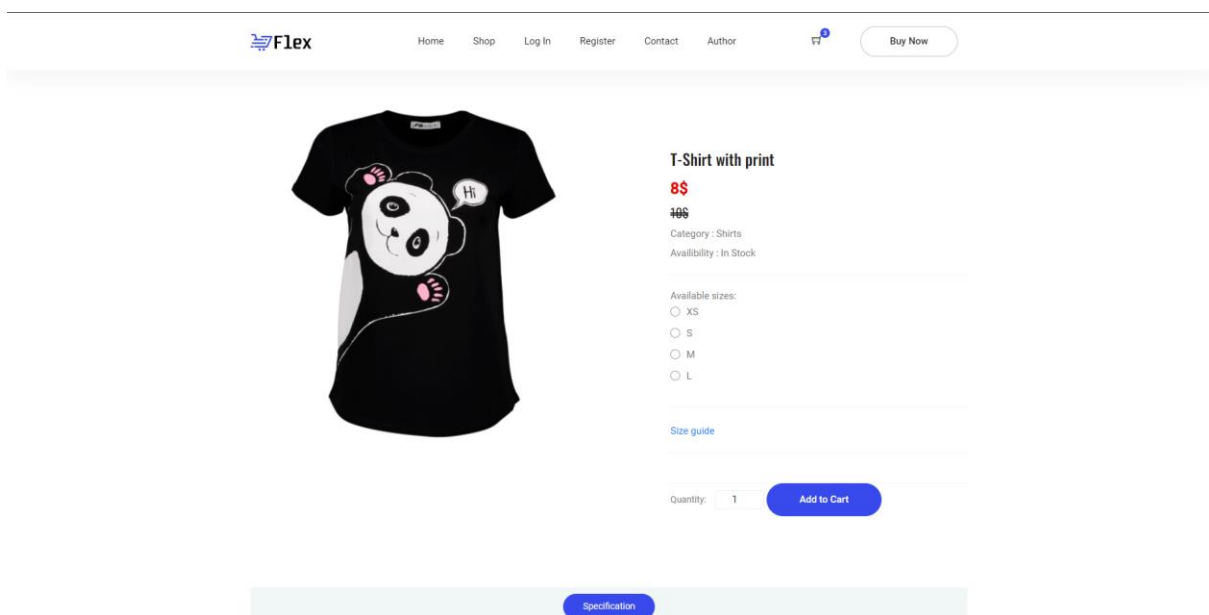 Flex
Home Shop Log In Register Contact Author 3 Buy Now
Hi
T-Shirt with print
8$
10$
Category : Shirts
Availibility : In Stock
Available sizes:
XS
S
M
L
Size guide
Quantity: 1 Add to Cart
Specification